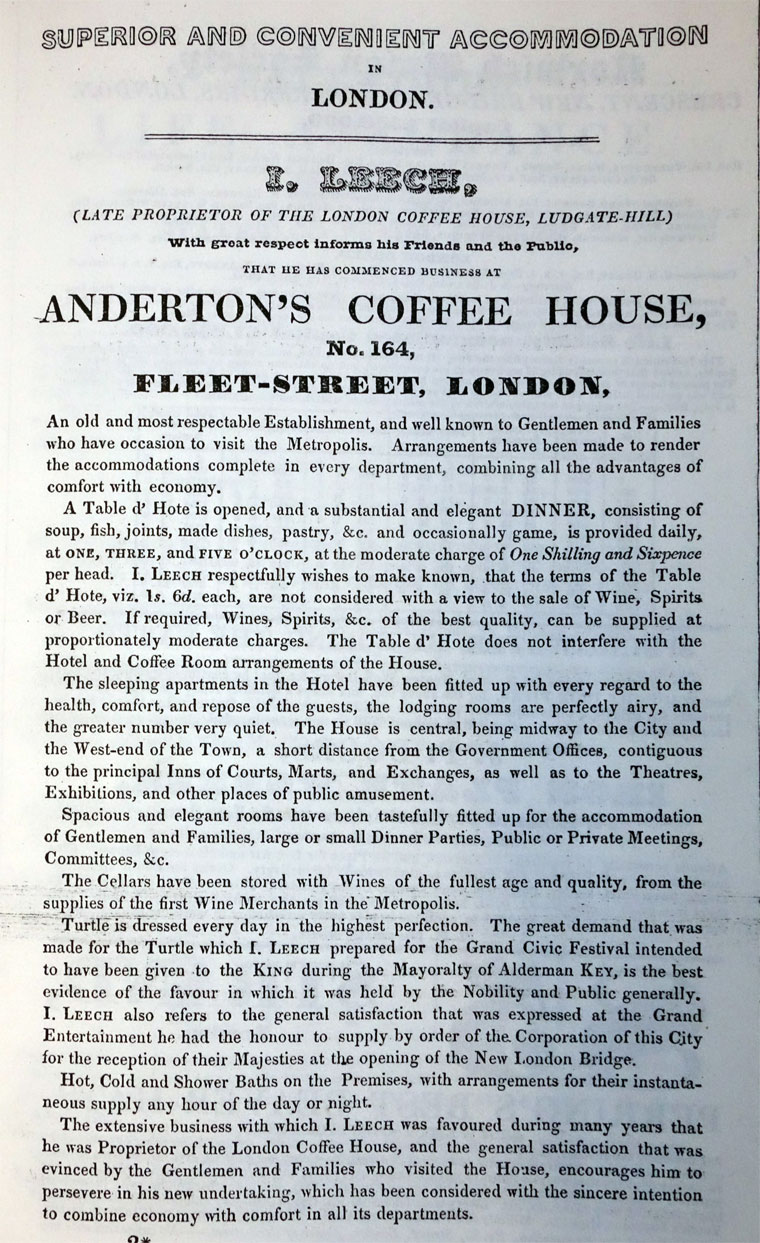 SUPERIOR AND CONVENIENT ACCOMMODATION
IN
LONDON.
I. LEECH,
(LATE PROPRIETOR OF THE LONDON COFFEE HOUSE, LUDGATE-HILL)
With great respect informs his Friends and the Public,
THAT HE HAS COMMENCED BUSINESS AT
ANDERTON'S COFFEE HOUSE,
No. 164,
FLEET-STREET, LONDON,
An old and most respectable Establishment, and well known to Gentlemen and Families
who have occasion to visit the Metropolis. Arrangements have been made to render
the accommodations complete in every department, combining all the advantages of
comfort with economy.
A Table d' Hote is opened, and a substantial and elegant DINNER, consisting of
soup, fish, joints, made dishes, pastry, &c. and occasionally game, is provided daily,
at ONE, THREE, and FIVE O'CLOCK, at the moderate charge of One Shilling and Sixpence
per head. I. LEECH respectfully wishes to make known, that the terms of the Table
d' Hote, viz. 1s. 6d. each, are not considered with a view to the sale of Wine, Spirits
or Beer. If required, Wines, Spirits, &c. of the best quality, can be supplied at
proportionately moderate charges. The Table d' Hote does not interfere with the
Hotel and Coffee Room arrangements of the House.
The sleeping apartments in the Hotel have been fitted up with every regard to the
health, comfort, and repose of the guests, the lodging rooms are perfectly airy, and
the greater number very quiet. The House is central, being midway to the City and
the West-end of the Town, a short distance from the Government Offices, contiguous
to the principal Inns of Courts, Marts, and Exchanges, as well as to the Theatres,
Exhibitions, and other places of public amusement.
Spacious and elegant rooms have been tastefully fitted up for the accommodation
of Gentlemen and Families, large or small Dinner Parties, Public or Private Meetings,
Committees, &c.
The Cellars have been stored with Wines of the fullest age and quality, from the
supplies of the first Wine Merchants in the Metropolis.
Turtle is dressed every day in the highest perfection. The great demand that was
made for the Turtle which I. LEECH prepared for the Grand Civic Festival intended
to have been given to the KING during the Mayoralty of Alderman KEY, is the best
evidence of the favour in which it was held by the Nobility and Public generally.
I. LEECH also refers to the general satisfaction that was expressed at the Grand
Entertainment he had the honour to supply by order of the Corporation of this City
for the reception of their Majesties at the opening of the New London Bridge.
Hot, Cold and Shower Baths on the Premises, with arrangements for their instanta-
neous supply any hour of the day or night.
The extensive business with which I. LEECH was favoured during many years that
he was Proprietor of the London Coffee House, and the general satisfaction that was
evinced by the Gentlemen and Families who visited the House, encourages him to
persevere in his new undertaking, which has been considered with the sincere intention
to combine economy with comfort in all its departments.
2*